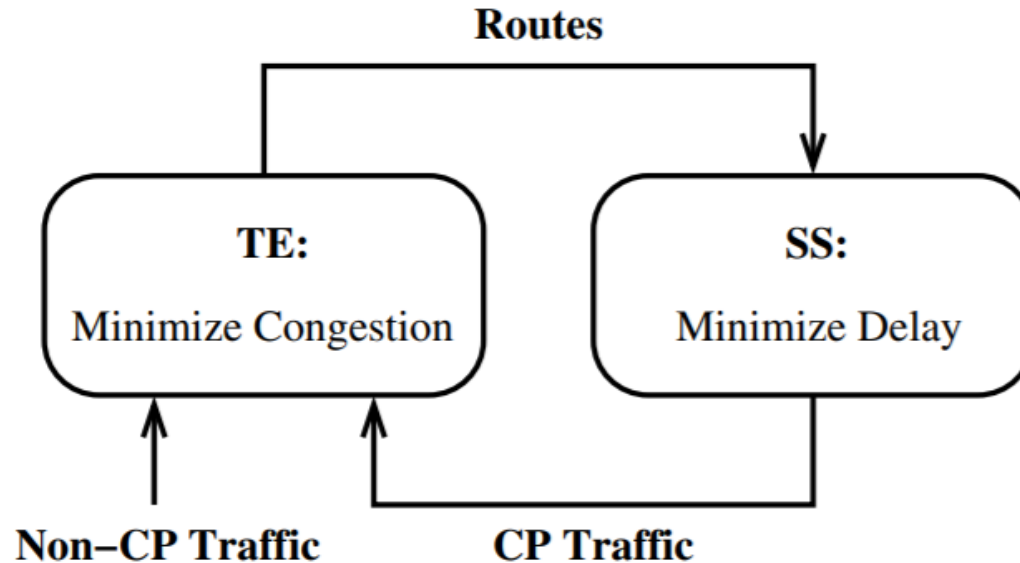 Routes
TE:
Minimize Congestion
SS:
Minimize Delay
Non–CP Traffic
CP Traffic